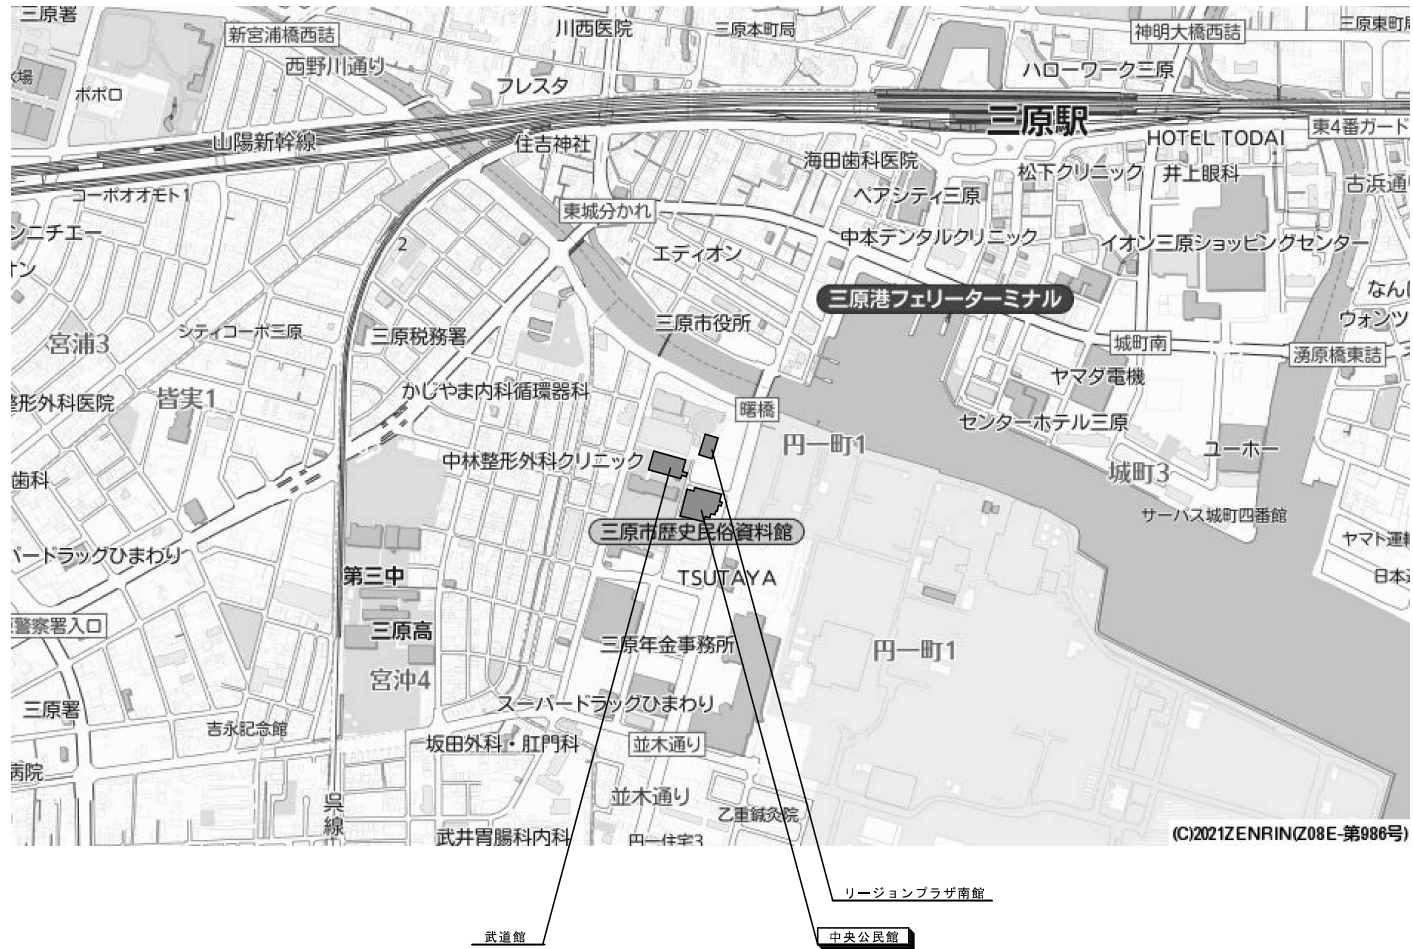 三原署
新宮浦橋西詰
川西医院
三原本町局
神明大橋西詰
三原東町局
西野川通り
フレスタ
ハローワーク三原
ポポロ
山陽新幹線
住吉神社
三原駅
東4番ガード
HOTEL TODAI
海田歯科医院
松下クリニック
井上眼科
コーポオオモト1
ペアシティ三原
古浜通り
東城分かれ
ンニチエー
2
エディオン
中本デンタルクリニック
イオン三原ショッピングセンター
オン
三原港フェリーターミナル
なんば
ウォンツ
シティコーポ三原
三原税務署
三原市役所
宮浦3
城町南
湧原橋東詰
ヤマダ電機
かじやま内科循環器科
整形外科医院
皆実1
曙橋
センターホテル三原
円一町1
ユーホー
中林整形外科クリニック
城町3
歯科
サーパス城町四番館
三原市歴史民俗資料館
ヤマト運輸
パードラッグひまわり
第三中
TSUTAYA
日本通
警察署入口
三原高
三原年金事務所
円一町1
宮沖4
三原署
スーパードラッグひまわり
吉永記念館
坂田外科・肛門科
並木通り
病院
並木通り
乙重鍼灸院
呉線
武井胃腸科内科
円一住宅3
(C)2021ZENRIN(Z08E-第986号)
リージョンプラザ南館
武道館
中央公民館